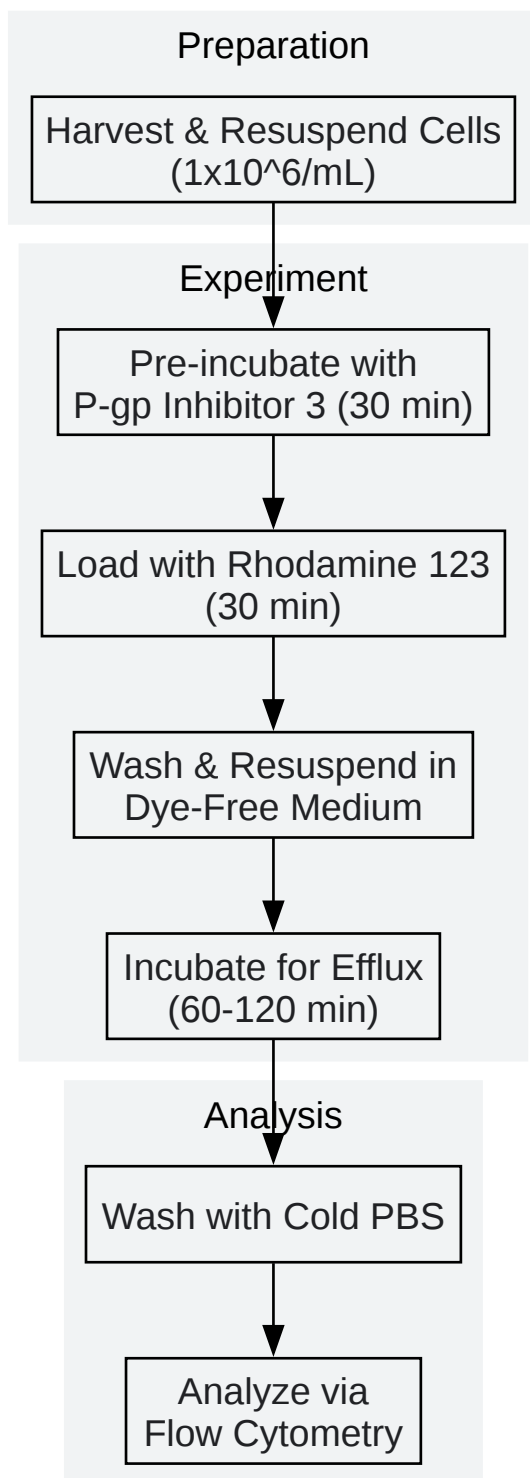 Preparation
Harvest & Resuspend Cells
(1x10^6/mL)
Experiment
Pre-incubate with
P-gp Inhibitor 3 (30 min)
Load with Rhodamine 123
(30 min)
Wash & Resuspend in
Dye-Free Medium
Incubate for Efflux
(60-120 min)
Analysis
Wash with Cold PBS
Analyze via
Flow Cytometry